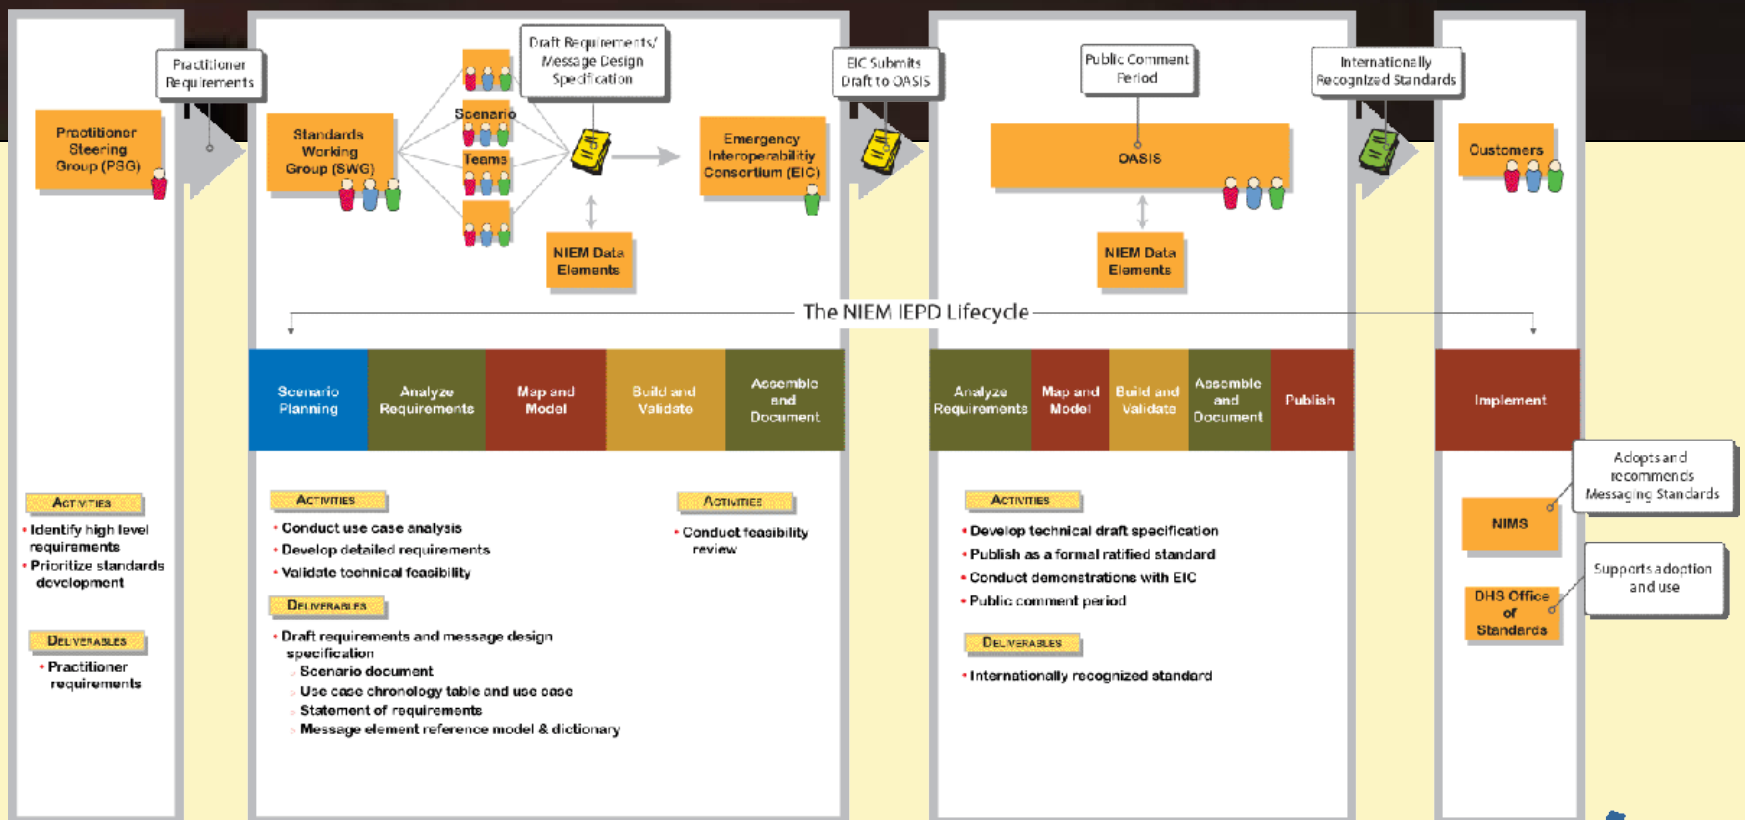 Practitioner
Requirements
Draft Requirements/
Message Design
Specification
EIC Submits
Draft to OASIS
Public Comment
Period
Internationally
Recognized Standards
Practitioner
Steering
Group (PSG)
Standards
Working
Group (SWG)
Scenario
Teams
Emergency
Interoperabilitiy
Consortium (EIC)
OASIS
Customers
NIEM Data
Elements
NIEM Data
Elements
The NIEM IEPD Lifecycle
Scenario
Planning
Analyze
Requirements
Map and
Model
Build and
Validate
Assemble
and
Document
Analyze
Requirements
Map and
Model
Build and
Validate
Assemble
and
Document
Publish
Implement
ACTIVITIES
• Identify high level
requirements
• Prioritize standards
development
DELIVERABLES
• Practitioner
requirements
ACTIVITIES
• Conduct use case analysis
• Develop detailed requirements
• Validate technical feasibility
DELIVERABLES
• Draft requirements and message design
specification
> Scenario document
> Use case chronology table and use case
> Statement of requirements
> Message element reference model & dictionary
ACTIVITIES
• Conduct feasibility
review
ACTIVITIES
• Develop technical draft specification
• Publish as a formal ratified standard
• Conduct demonstrations with EIC
• Public comment period
DELIVERABLES
• Internationally recognized standard
Adopts and
recommends
Messaging Standards
NIMS
Supports adoption
and use
DHS Office
of
Standards